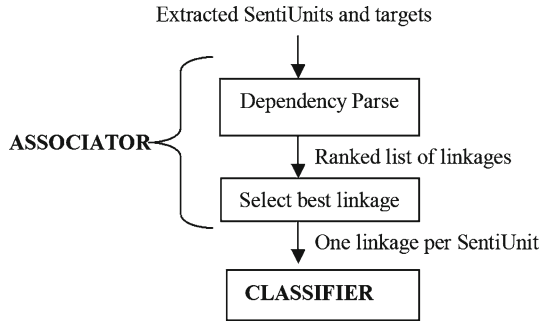 Extracted SentiUnits and targets
Dependency Parse
ASSOCIATOR
Ranked list of linkages
Select best linkage
One linkage per SentiUnit
CLASSIFIER